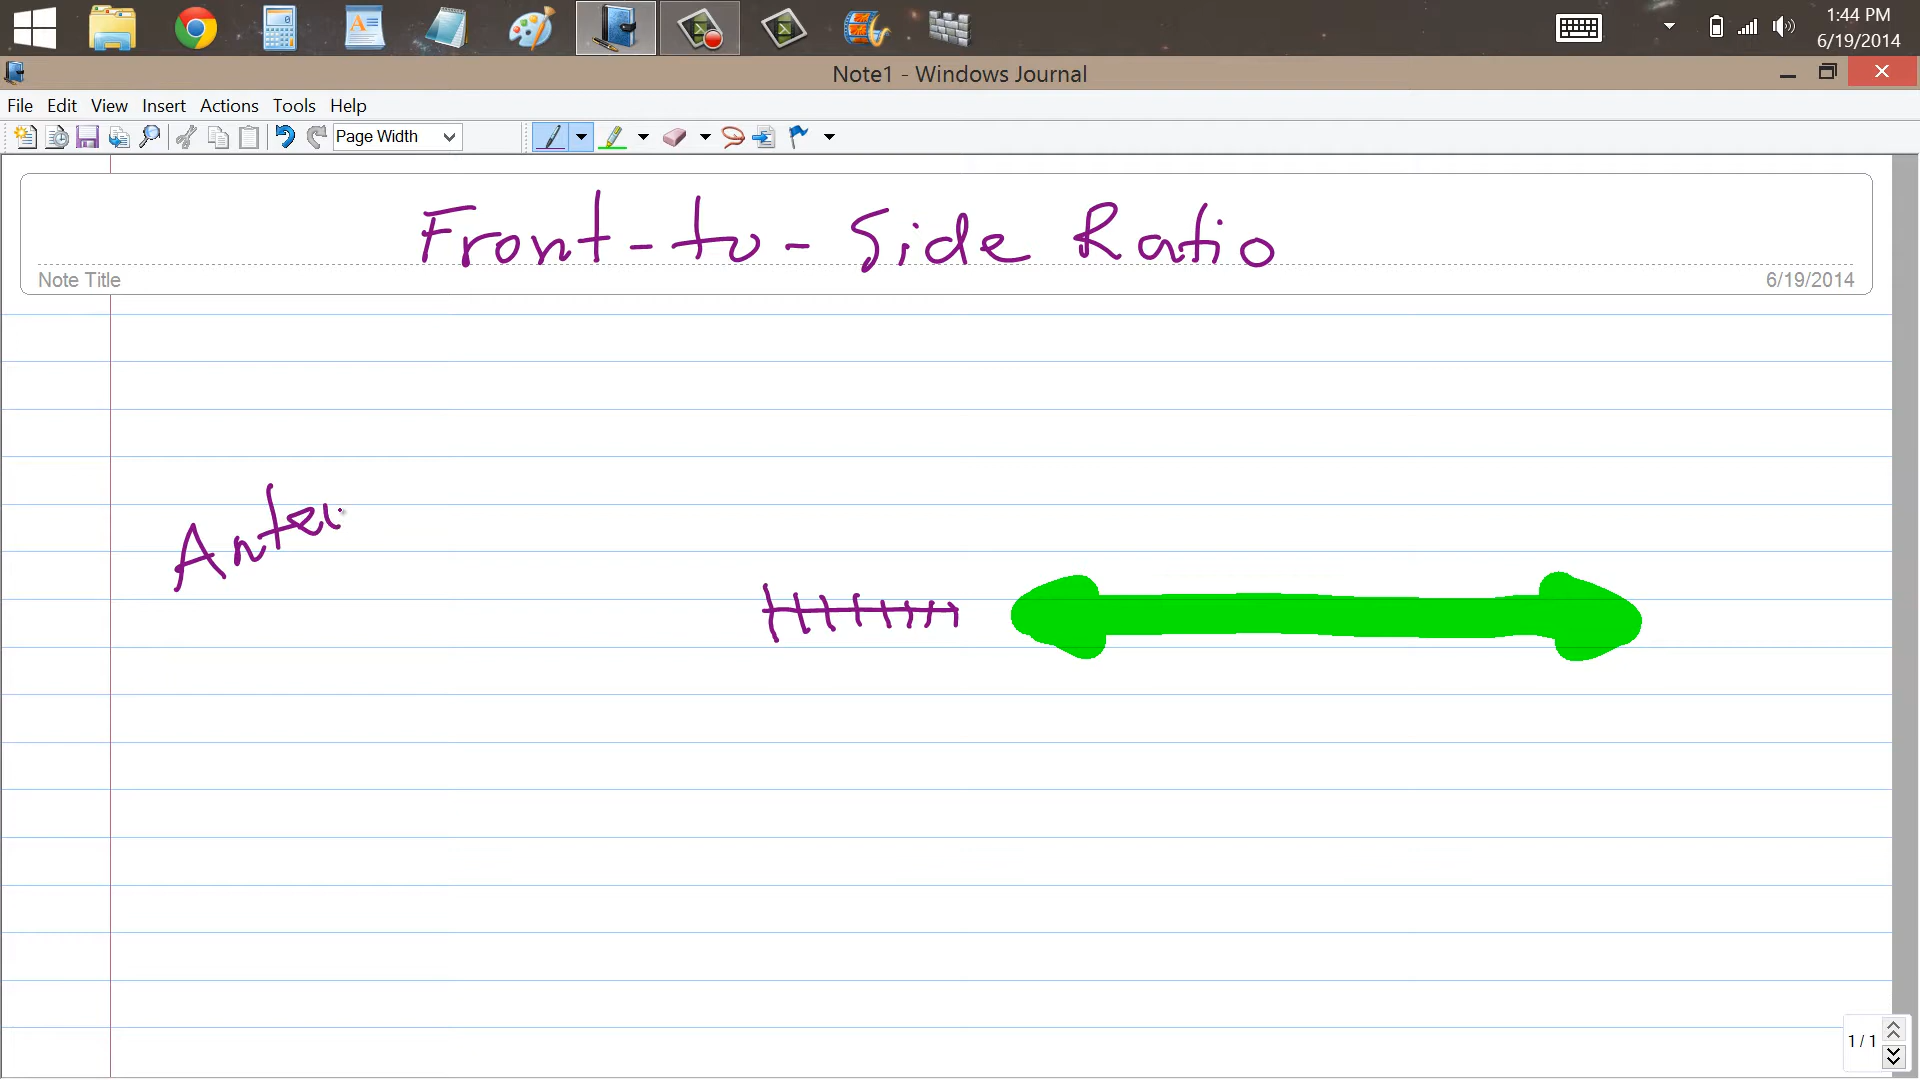 1:44 PM
6/19/2014
Note1 - Windows Journal
File Edit View Insert Actions Tools Help
Page Width
Front-to-Side Ratio
Note Title
6/19/2014
Anter
1 / 1